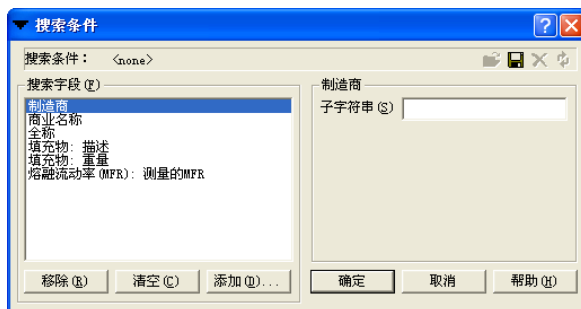 搜索条件
搜索条件： <none>
搜索字段(F)
制造商
商业名称
全称
填充物: 描述
填充物: 重量
熔融流动率(MFR): 测量的MFR
移除(R) 清空(C) 添加(D)...
制造商
子字符串(S)
确定 取消 帮助(H)